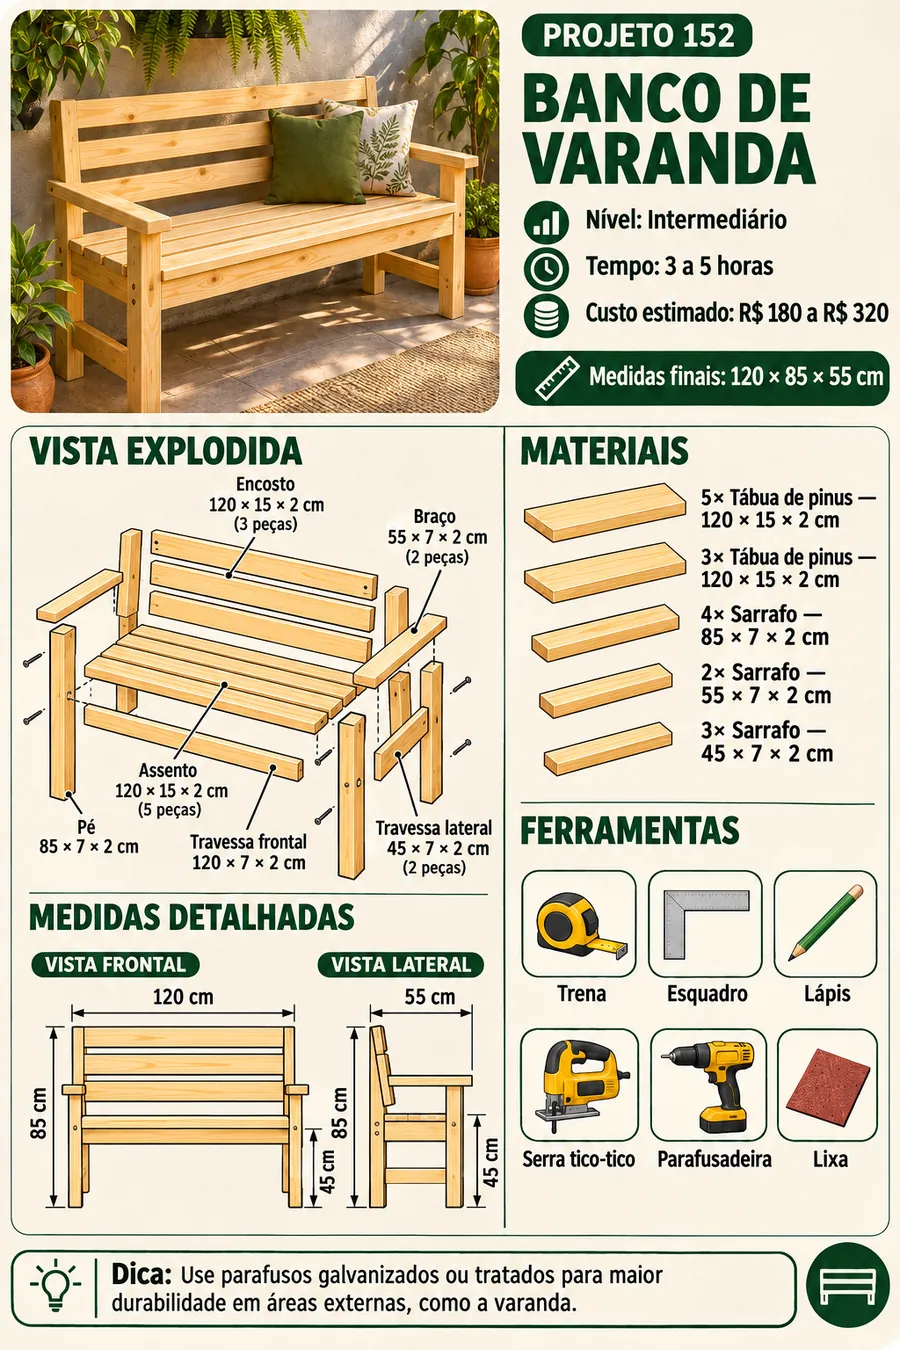 PROJETO 152
BANCO DE
VARANDA
Nível: Intermediário
Tempo: 3 a 5 horas
Custo estimado: R$ 180 a R$ 320
Medidas finais: 120 × 85 × 55 cm
VISTA EXPLODIDA
Encosto
120 × 15 × 2 cm
(3 peças)
Braço
55 × 7 × 2 cm
(2 peças)
Assento
120 × 15 × 2 cm
(5 peças)
Pé
85 × 7 × 2 cm
Travessa frontal
120 × 7 × 2 cm
Travessa lateral
45 × 7 × 2 cm
(2 peças)
MATERIAIS
5× Tábua de pinus —
120 × 15 × 2 cm
3× Tábua de pinus —
120 × 15 × 2 cm
4× Sarrafo —
85 × 7 × 2 cm
2× Sarrafo —
55 × 7 × 2 cm
3× Sarrafo —
45 × 7 × 2 cm
FERRAMENTAS
Trena
Esquadro
Lápis
Serra tico-tico
Parafusadeira
Lixa
MEDIDAS DETALHADAS
VISTA FRONTAL
120 cm
85 cm
45 cm
VISTA LATERAL
55 cm
85 cm
45 cm
Dica: Use parafusos galvanizados ou tratados para maior
durabilidade em áreas externas, como a varanda.